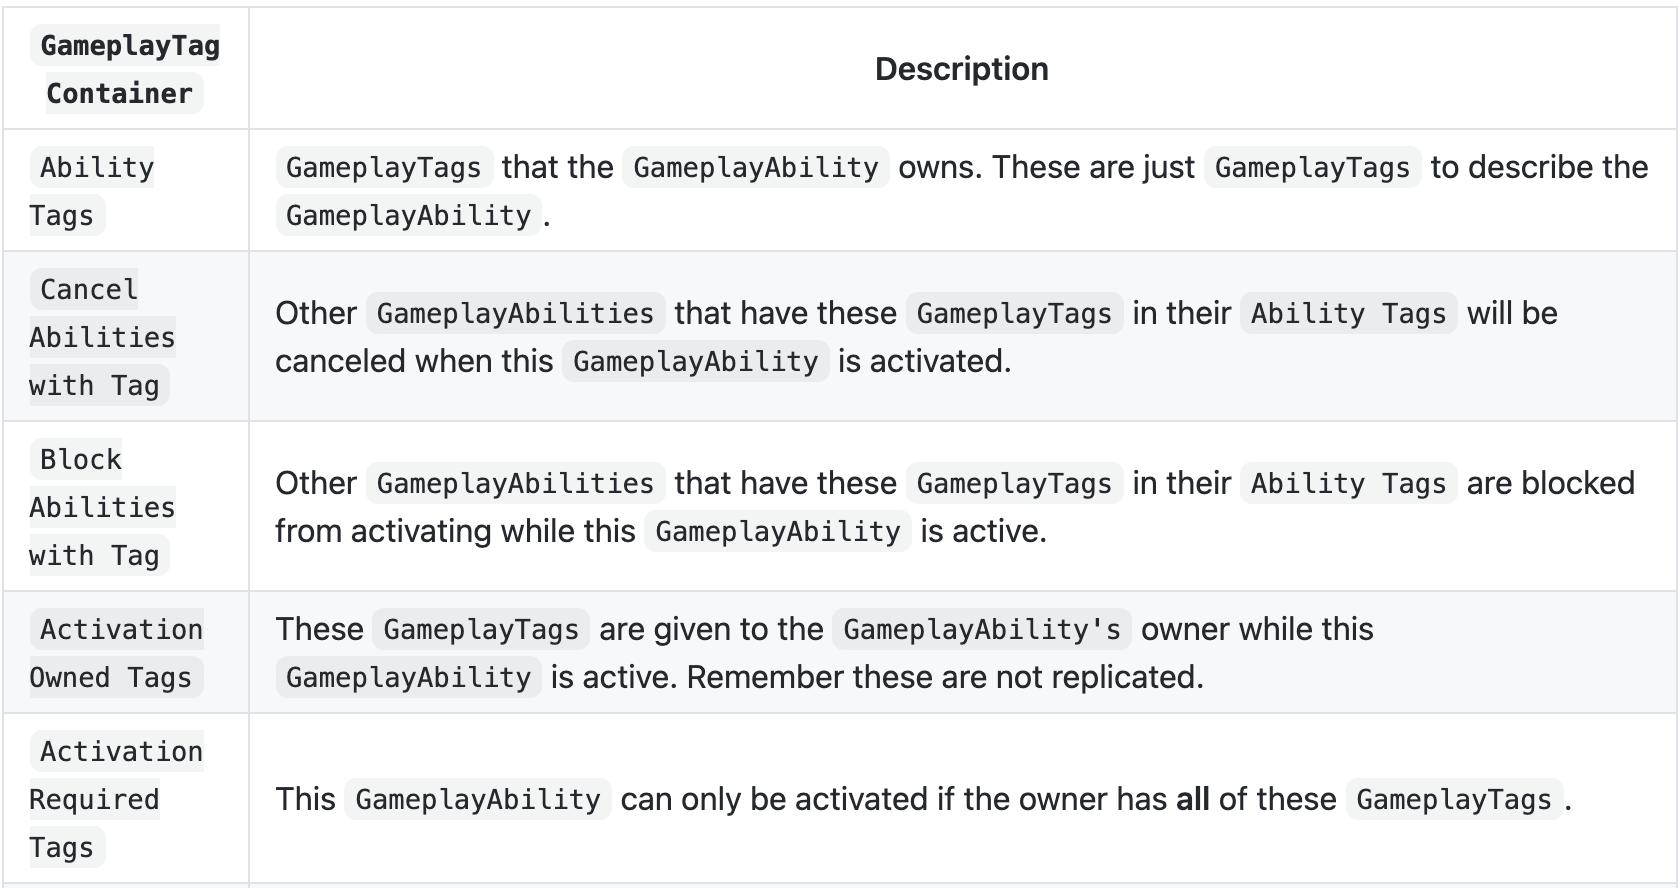 GameplayTag
Container
Description
Ability
Tags
GameplayTags that the GameplayAbility owns. These are just GameplayTags to describe the
GameplayAbility.
Cancel
Abilities
with Tag
Other GameplayAbilities that have these GameplayTags in their Ability Tags will be
canceled when this GameplayAbility is activated.
Block
Abilities
with Tag
Other GameplayAbilities that have these GameplayTags in their Ability Tags are blocked
from activating while this GameplayAbility is active.
Activation
Owned Tags
These GameplayTags are given to the GameplayAbility's owner while this
GameplayAbility is active. Remember these are not replicated.
Activation
Required
Tags
This GameplayAbility can only be activated if the owner has all of these GameplayTags.